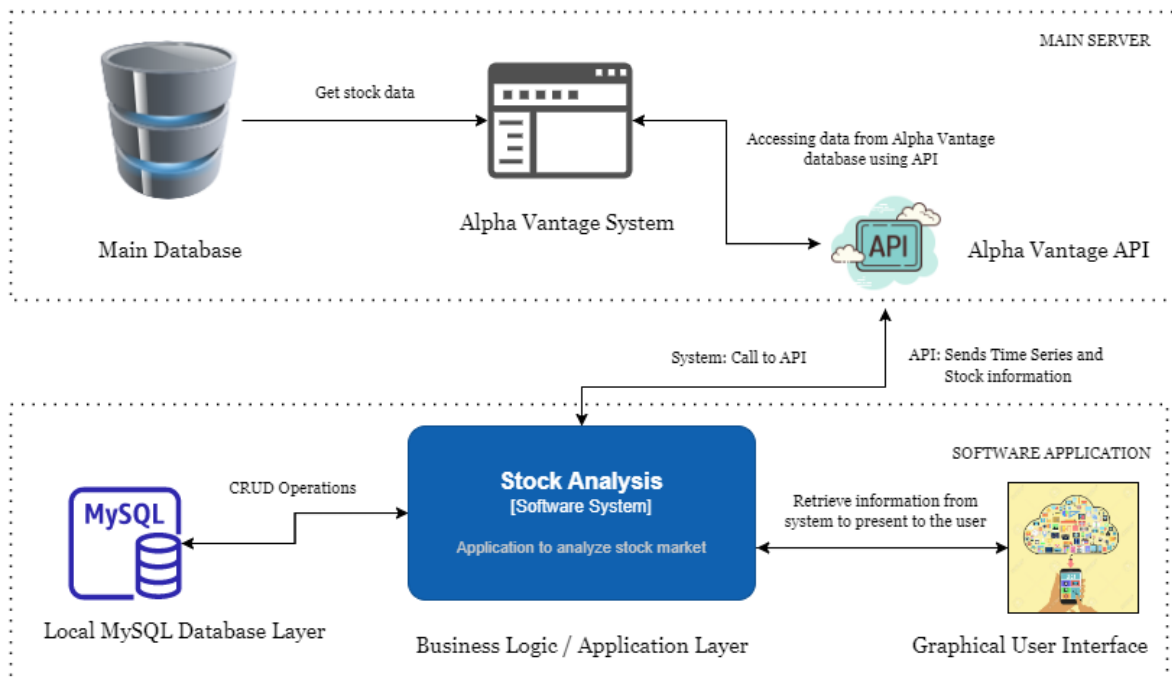 MAIN SERVER
Get stock data
Accessing data from Alpha Vantage
database using API
Main Database
Alpha Vantage System
API
Alpha Vantage API
System: Call to API
API: Sends Time Series and
Stock information
SOFTWARE APPLICATION
MySQL
CRUD Operations
Stock Analysis
[Software System]
Application to analyze stock market
Retrieve information from
system to present to the user
Local MySQL Database Layer
Business Logic / Application Layer
Graphical User Interface